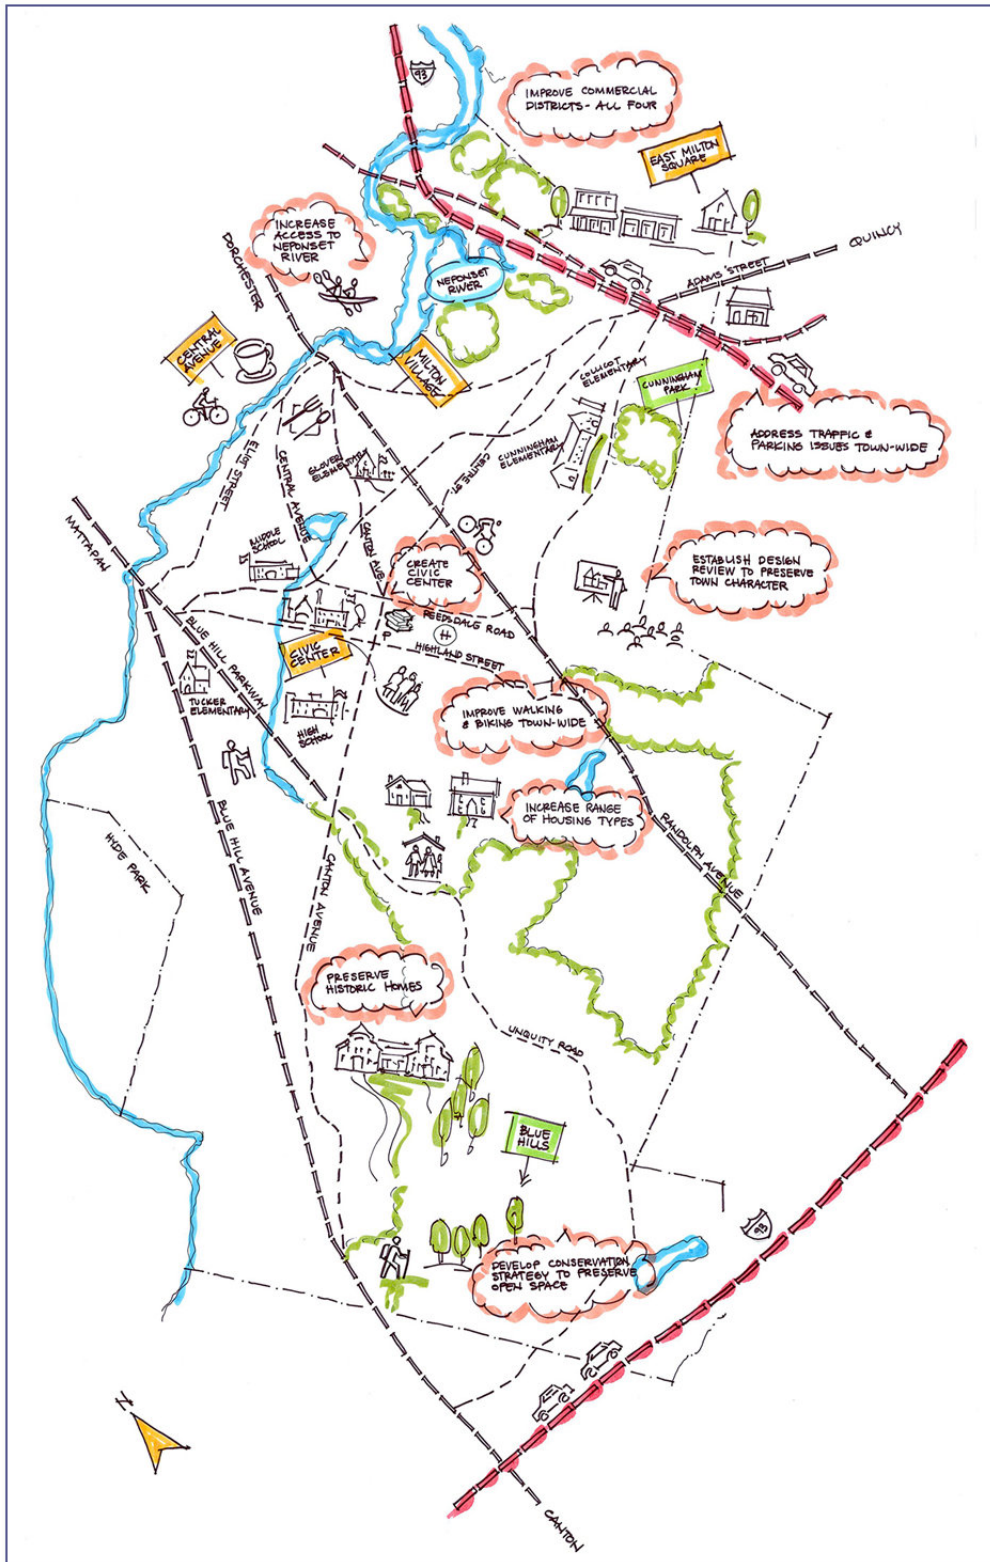 93
IMPROVE COMMERCIAL
DISTRICTS - ALL FOUR
EAST MILTON
SQUARE
INCREASE
ACCESS TO
NEPONSET
RIVER
DORCHESTER
QUINCY
ADAMS STREET
NEPONSET
RIVER
CENTRAL
AVENUE
MILTON
VILLAGE
COLLICOT
ELEMENTARY
CUNNINGHAM
PARK
ADDRESS TRAFFIC &
PARKING ISSUES TOWN-WIDE
ELIOT STREET
CENTRAL AVENUE
GLOVER
ELEMENTARY
CENTRE ST.
CUNNINGHAM
ELEMENTARY
MATTAPAN
MIDDLE
SCHOOL
CANTON AVE
CREATE
CIVIC
CENTER
ESTABLISH DESIGN
REVIEW TO PRESERVE
TOWN CHARACTER
REEDSDALE ROAD
P
H
HIGHLAND STREET
CIVIC
CENTER
BLUE HILL PARKWAY
TUCKER
ELEMENTARY
HIGH
SCHOOL
IMPROVE WALKING
& BIKING TOWN-WIDE
INCREASE RANGE
OF HOUSING TYPES
RANDOLPH AVENUE
HYDE PARK
BLUE HILL AVENUE
CANTON AVENUE
PRESERVE
HISTORIC HOMES
UNQUITY ROAD
BLUE
HILLS
93
DEVELOP CONSERVATION
STRATEGY TO PRESERVE
OPEN SPACE
N
CANTON